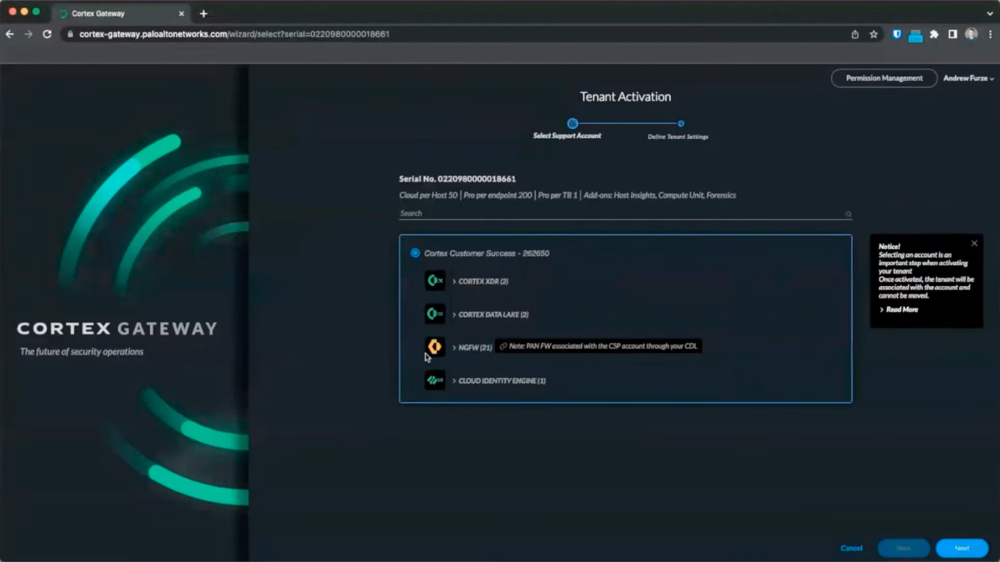 Cortex Gateway
cortex-gateway.paloaltonetworks.com/wizard/select?serial=0220980000018661
Permission Management
Andrew Furze
Tenant Activation
Select Support Account
Define Tenant Settings
Serial No. 0220980000018661
Cloud per Host 50 | Pro per endpoint 200 | Pro per TB 1 | Add-ons: Host Insights, Compute Unit, Forensics
Search
Cortex Customer Success - 262650
CORTEX XDR (2)
CORTEX DATA LAKE (2)
NGFW (21)
Note: PAN FW associated with the CSP account through your CDL
CLOUD IDENTITY ENGINE (1)
Notice!
Selecting an account is an
important step when activating
your tenant
Once activated, the tenant will be
associated with the account and
cannot be moved.
> Read More
CORTEX GATEWAY
The future of security operations
Cancel
Next